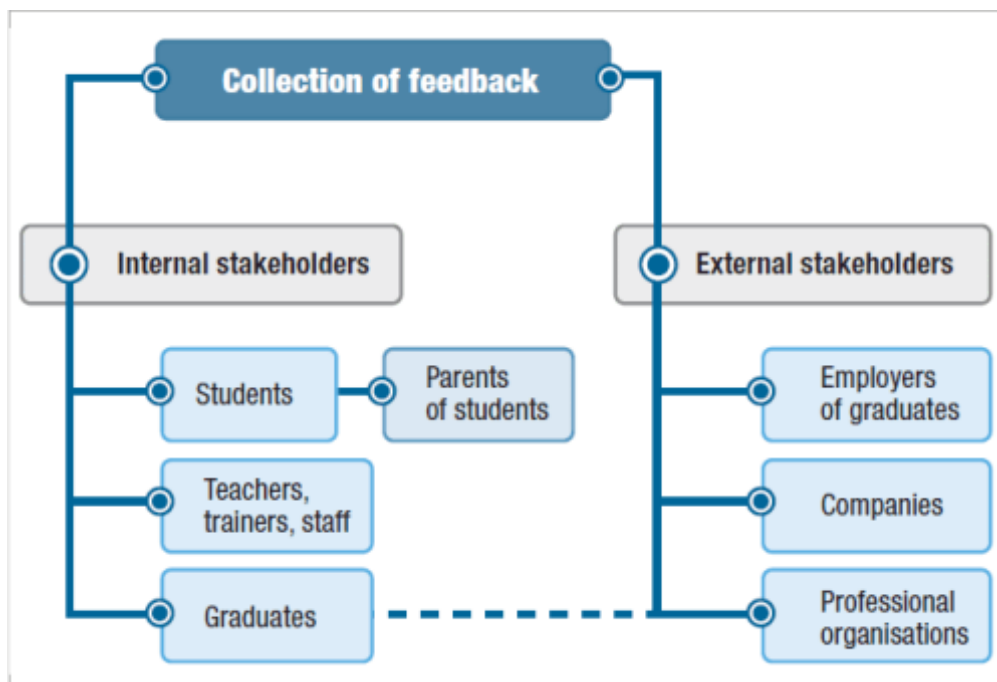 Collection of feedback
Internal stakeholders
External stakeholders
Students
Parents
of students
Employers
of graduates
Teachers,
trainers, staff
Companies
Graduates
Professional
organisations